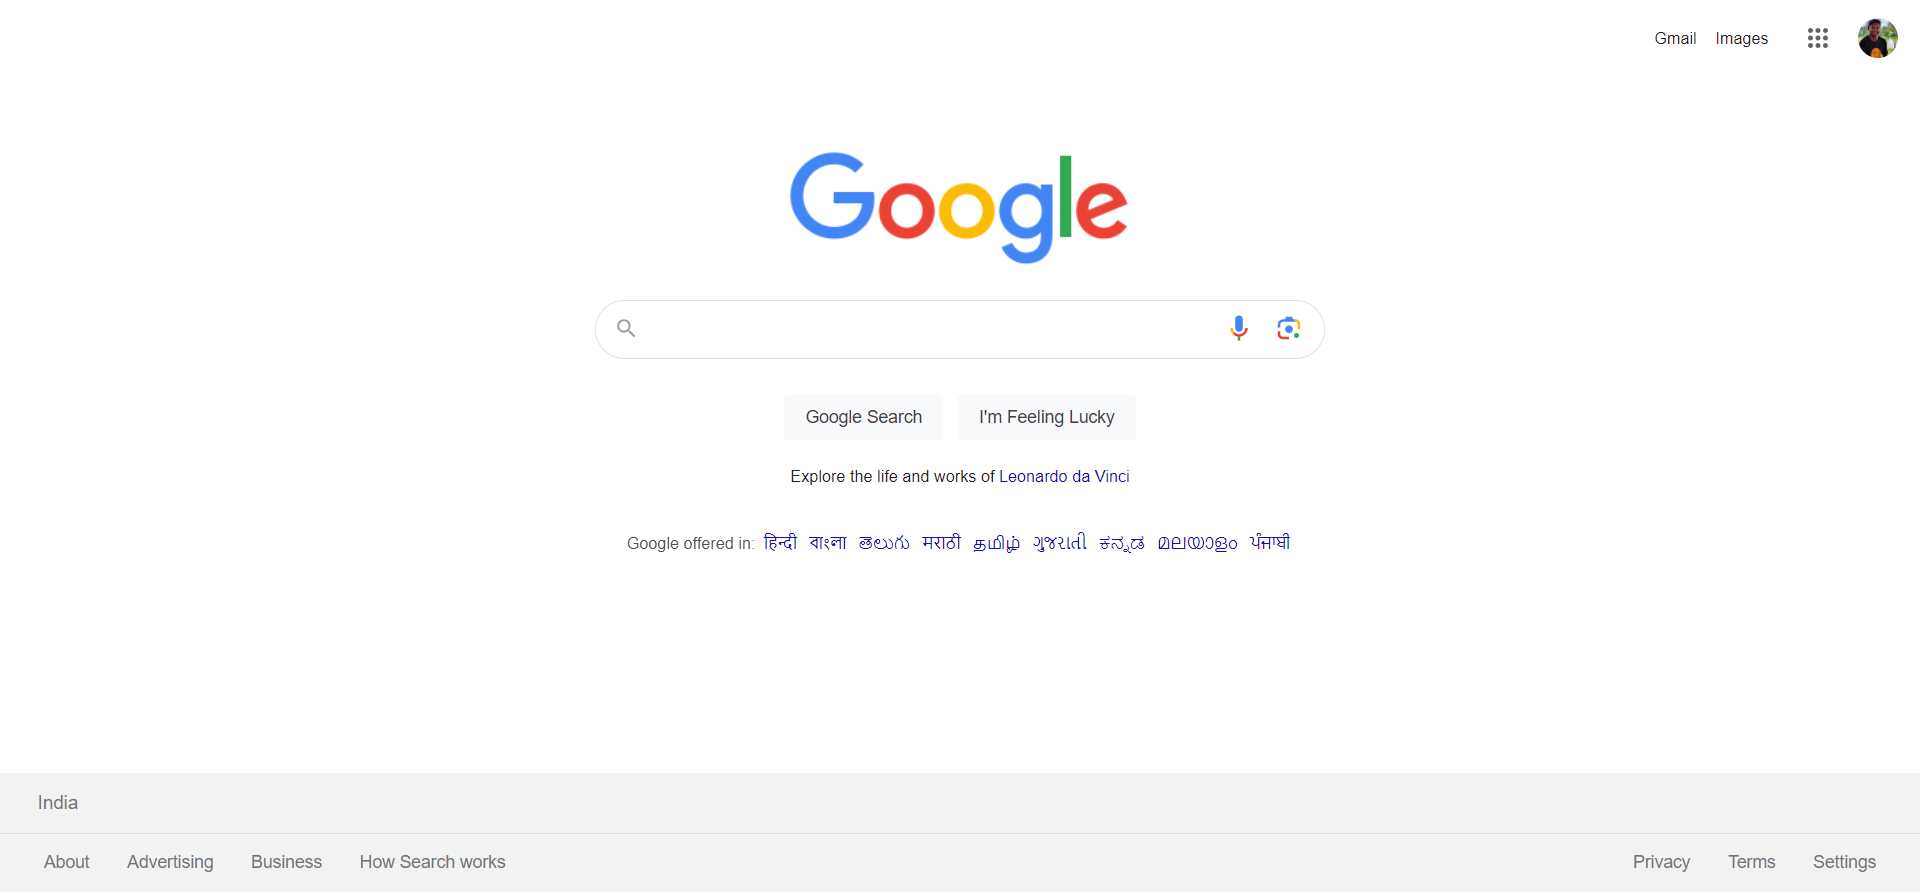 Gmail Images
Google
Google Search I'm Feeling Lucky
Explore the life and works of Leonardo da Vinci
Google offered in: हिन्दी বাংলা తెలుగు मराठी தமிழ் ગુજરાતી ಕನ್ನಡ മലയാളം ਪੰਜਾਬੀ
India
About Advertising Business How Search works Privacy Terms Settings